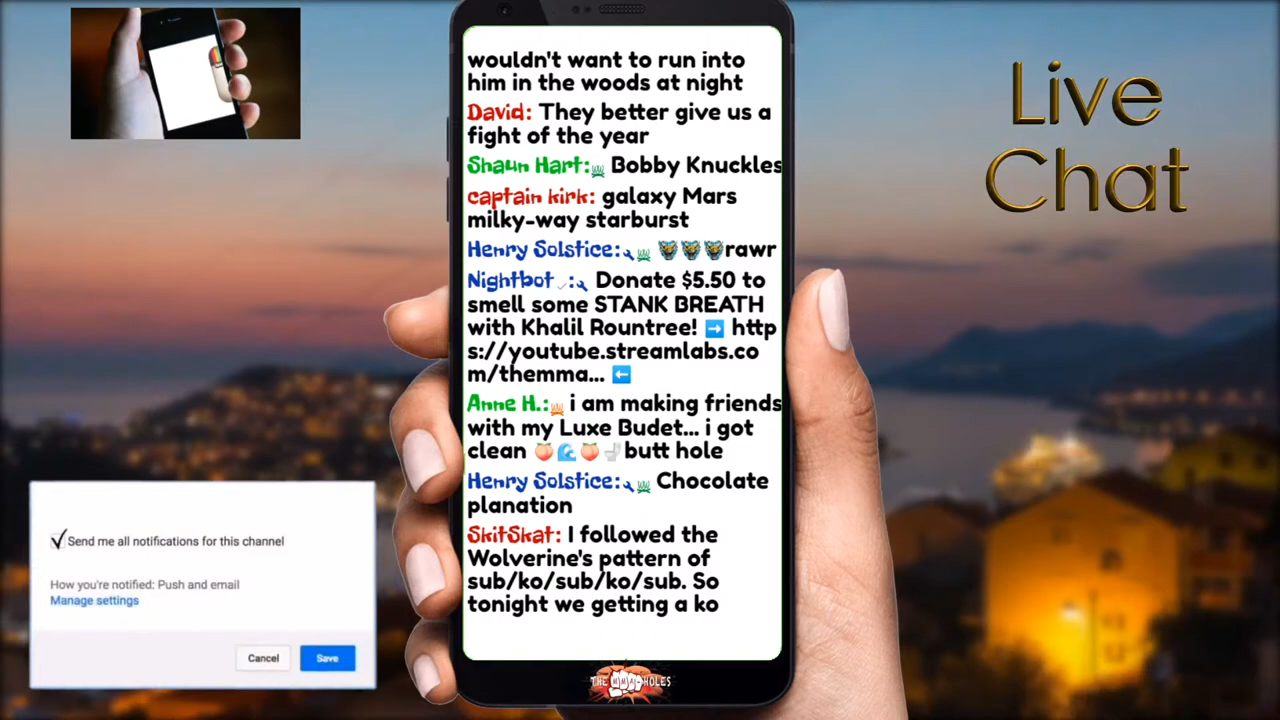 wouldn't want to run into
him in the woods at night
David: They better give us a
fight of the year
Shaun Hart: Bobby Knuckles
captain kirk: galaxy Mars
milky-way starburst
Henry Solstice: 🐯🐯🐯rawr
Nightbot : Donate $5.50 to
smell some STANK BREATH
with Khalil Rountree! ➡️ http
s://youtube.streamlabs.co
m/themma... ⬅️
Anne H.: i am making friends
with my Luxe Budet... i got
clean 🍑🌊🍑🚽butt hole
Henry Solstice: Chocolate
planation
SkitSkat: I followed the
Wolverine's pattern of
sub/ko/sub/ko/sub. So
tonight we getting a ko
THE MMA-HOLES
Live
Chat
Send me all notifications for this channel
How you're notified: Push and email
Manage settings
Cancel
Save